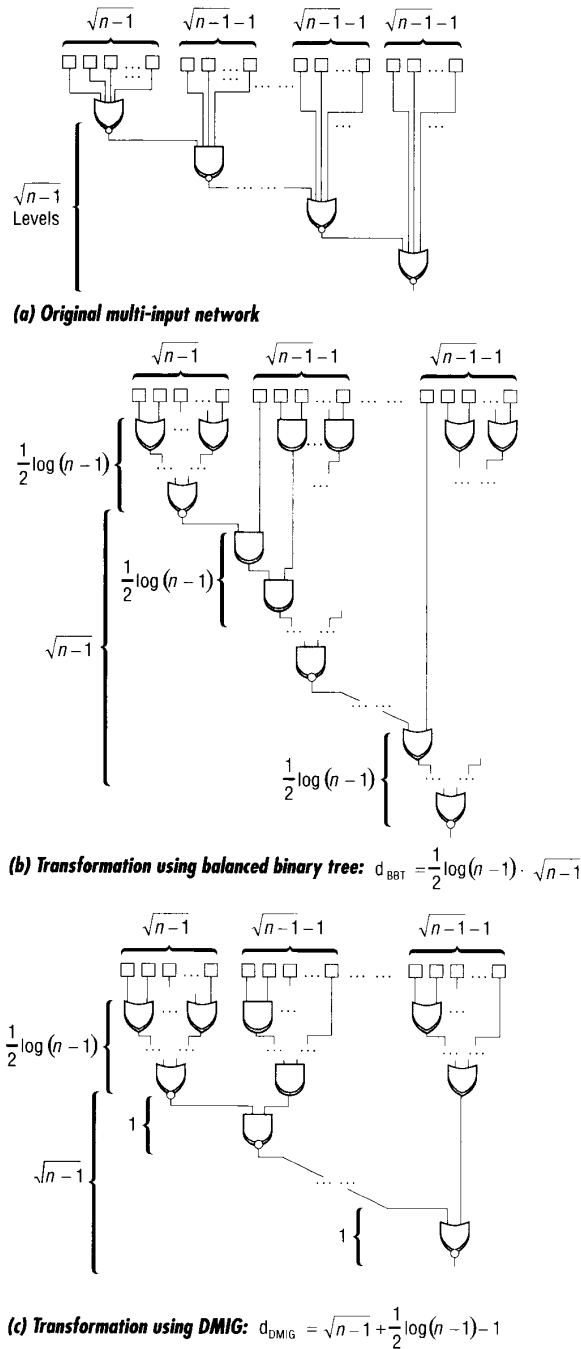 √n−1 √n−1−1 √n−1−1 √n−1−1
... ... ... ...
... ...
... ...
... ...
... ...
√n−1
Levels
(a) Original multi-input network
√n−1 √n−1−1 √n−1−1
... ... ... ... ...
... ... ...
1/2 log (n − 1)
... ... ... ... ...
...
1/2 log (n − 1)
√n−1
... ...
... ...
1/2 log (n − 1)
... ...
(b) Transformation using balanced binary tree: d BBT = 1/2 log(n − 1) · √n−1
√n−1 √n−1−1 √n−1−1
... ... ... ... ...
... ... ...
1/2 log (n − 1)
... ... ... ... ... ...
1
√n−1
... ...
1
(c) Transformation using DMIG: d DMIG = √n−1 + 1/2 log(n − 1) − 1